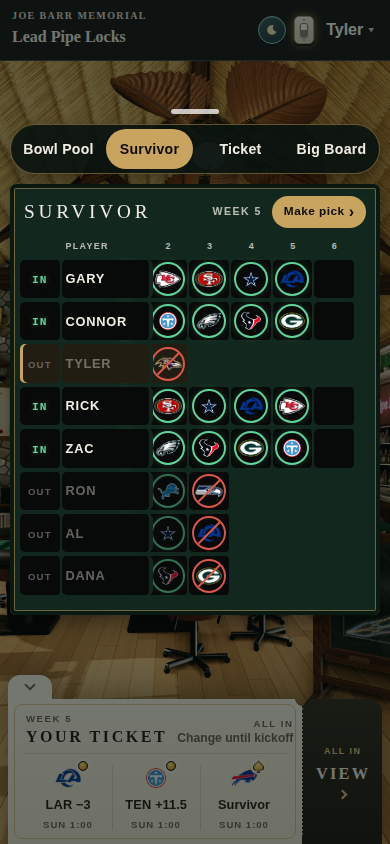 JOE BARR MEMORIAL
Lead Pipe Locks
Tyler
Bowl Pool Survivor Ticket Big Board
SURVIVOR WEEK 5 Make pick ›
PLAYER 2 3 4 5 6
IN GARY
IN CONNOR
OUT TYLER
IN RICK
IN ZAC
OUT RON
OUT AL
OUT DANA
WEEK 5 ALL IN
YOUR TICKET Change until kickoff
LAR −3 TEN +11.5 Survivor
SUN 1:00 SUN 1:00 SUN 1:00
ALL IN
VIEW